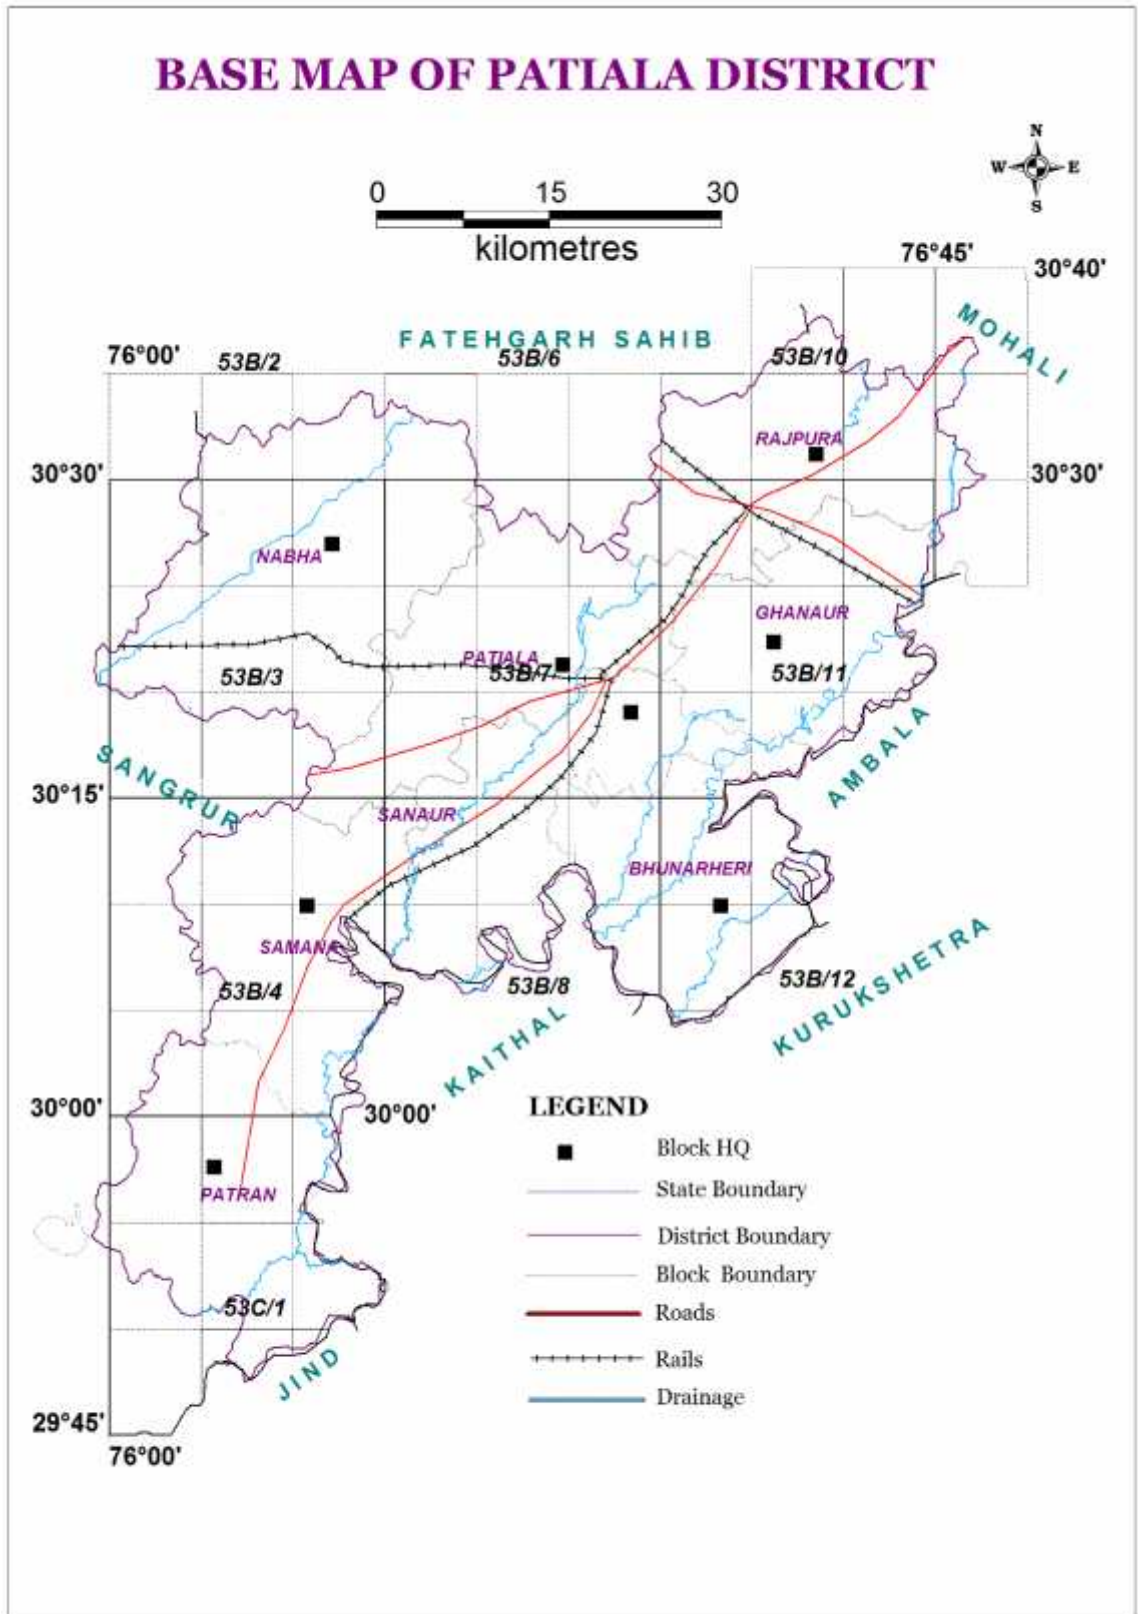 BASE MAP OF PATIALA DISTRICT
N
W E
S
0 15 30
kilometres
76°45'
30°40'
MOHALI
FATEHGARH SAHIB
76°00'
53B/2
53B/6
53B/10
RAJPURA
30°30'
30°30'
NABHA
GHANAUR
PATIALA
53B/3
53B/7
53B/11
SANGRUR
AMBALA
30°15'
SANAUR
BHUNARHERI
SAMANA
53B/4
53B/8
53B/12
KURUKSHETRA
KAITHAL
30°00'
30°00'
LEGEND
Block HQ
State Boundary
District Boundary
Block Boundary
Roads
Rails
Drainage
PATRAN
53C/1
JIND
29°45'
76°00'